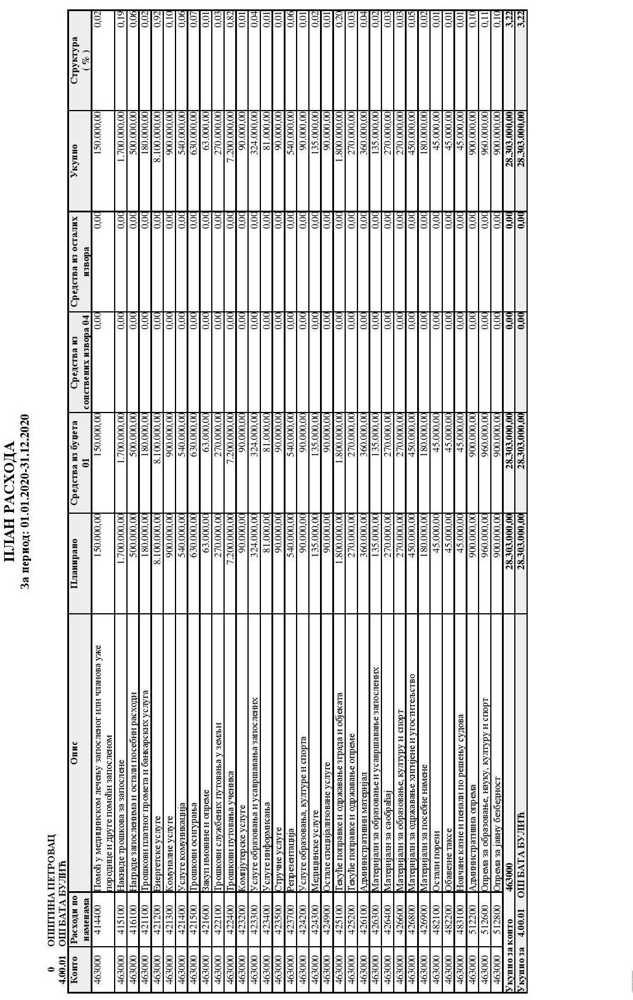 ПЛАН РАСХОДА
За период: 01.01.2020-31.12.2020
0 ОПШТИНА ПЕТРОВАЦ
4.00.01 ОШ БАТА БУЛИЋ
Конто Расходи по наменама Опис Планирано Средства из буџета 01 Средства из сопствених извора 04 Средства из осталих извора Укупно Структура ( % )
463000 414400 Помоћ у медицинском лечењу запосленог или чланова уже 150.000,00 150.000,00 0,00 0,00 150.000,00 0,02
породице и друге помоћи запосленом
463000 415100 Накнаде трошкова за запослене 1.700.000,00 1.700.000,00 0,00 0,00 1.700.000,00 0,19
463000 416100 Награде запосленима и остали посебни расходи 500.000,00 500.000,00 0,00 0,00 500.000,00 0,06
463000 421100 Трошкови платног промета и банкарских услуга 180.000,00 180.000,00 0,00 0,00 180.000,00 0,02
463000 421200 Енергетске услуге 8.100.000,00 8.100.000,00 0,00 0,00 8.100.000,00 0,92
463000 421300 Комуналне услуге 900.000,00 900.000,00 0,00 0,00 900.000,00 0,10
463000 421400 Услуге комуникација 540.000,00 540.000,00 0,00 0,00 540.000,00 0,06
463000 421500 Трошкови осигурања 630.000,00 630.000,00 0,00 0,00 630.000,00 0,07
463000 421600 Закуп имовине и опреме 63.000,00 63.000,00 0,00 0,00 63.000,00 0,01
463000 422100 Трошкови службених путовања у земљи 270.000,00 270.000,00 0,00 0,00 270.000,00 0,03
463000 422400 Трошкови путовања ученика 7.200.000,00 7.200.000,00 0,00 0,00 7.200.000,00 0,82
463000 423200 Компјутерске услуге 90.000,00 90.000,00 0,00 0,00 90.000,00 0,01
463000 423300 Услуге образовања и усавршавања запослених 324.000,00 324.000,00 0,00 0,00 324.000,00 0,04
463000 423400 Услуге информисања 81.000,00 81.000,00 0,00 0,00 81.000,00 0,01
463000 423500 Стручне услуге 90.000,00 90.000,00 0,00 0,00 90.000,00 0,01
463000 423700 Репрезентација 540.000,00 540.000,00 0,00 0,00 540.000,00 0,06
463000 424200 Услуге образовања, културе и спорта 90.000,00 90.000,00 0,00 0,00 90.000,00 0,01
463000 424300 Медицинске услуге 135.000,00 135.000,00 0,00 0,00 135.000,00 0,02
463000 424900 Остале специјализоване услуге 90.000,00 90.000,00 0,00 0,00 90.000,00 0,01
463000 425100 Текуће поправке и одржавање зграда и објеката 1.800.000,00 1.800.000,00 0,00 0,00 1.800.000,00 0,20
463000 425200 Текуће поправке и одржавање опреме 270.000,00 270.000,00 0,00 0,00 270.000,00 0,03
463000 426100 Административни материјал 360.000,00 360.000,00 0,00 0,00 360.000,00 0,04
463000 426300 Материјали за образовање и усавршавање запослених 135.000,00 135.000,00 0,00 0,00 135.000,00 0,02
463000 426400 Материјали за саобраћај 270.000,00 270.000,00 0,00 0,00 270.000,00 0,03
463000 426600 Материјали за образовање, културу и спорт 270.000,00 270.000,00 0,00 0,00 270.000,00 0,03
463000 426800 Материјали за одржавање хигијене и угоститељство 450.000,00 450.000,00 0,00 0,00 450.000,00 0,05
463000 426900 Материјали за посебне намене 180.000,00 180.000,00 0,00 0,00 180.000,00 0,02
463000 482100 Остали порези 45.000,00 45.000,00 0,00 0,00 45.000,00 0,01
463000 482200 Обавезне таксе 45.000,00 45.000,00 0,00 0,00 45.000,00 0,01
463000 483100 Новчане казне и пенали по решењу судова 45.000,00 45.000,00 0,00 0,00 45.000,00 0,01
463000 512200 Административна опрема 900.000,00 900.000,00 0,00 0,00 900.000,00 0,10
463000 512600 Опрема за образовање, науку, културу и спорт 960.000,00 960.000,00 0,00 0,00 960.000,00 0,11
463000 512800 Опрема за јавну безбедност 900.000,00 900.000,00 0,00 0,00 900.000,00 0,10
Укупно за конто 463000 28.303.000,00 28.303.000,00 0,00 0,00 28.303.000,00 3,22
Укупно за 4.00.01 ОШ БАТА БУЛИЋ 28.303.000,00 28.303.000,00 0,00 0,00 28.303.000,00 3,22